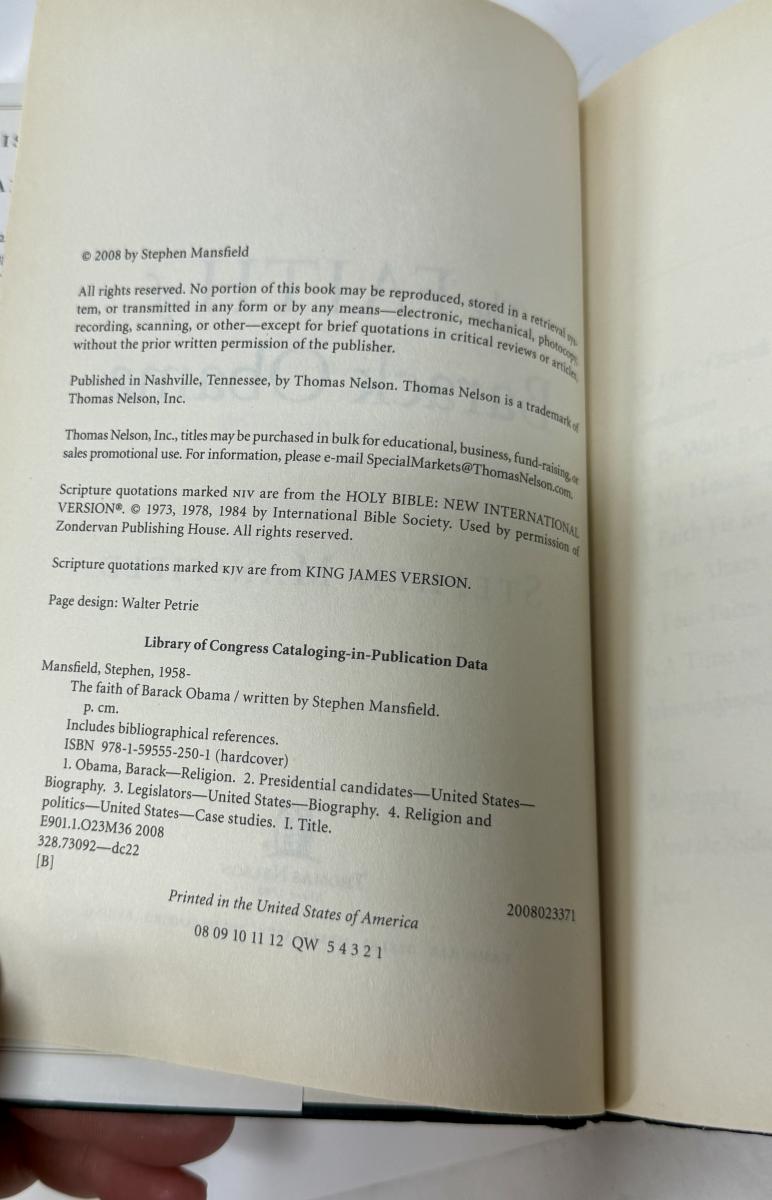 © 2008 by Stephen Mansfield
All rights reserved. No portion of this book may be reproduced, stored in a retrieval sys-
tem, or transmitted in any form or by any means—electronic, mechanical, photocopy,
recording, scanning, or other—except for brief quotations in critical reviews or articles,
without the prior written permission of the publisher.
Published in Nashville, Tennessee, by Thomas Nelson. Thomas Nelson is a trademark of
Thomas Nelson, Inc.
Thomas Nelson, Inc., titles may be purchased in bulk for educational, business, fund-raising, or
sales promotional use. For information, please e-mail SpecialMarkets@ThomasNelson.com.
Scripture quotations marked NIV are from the HOLY BIBLE: NEW INTERNATIONAL
VERSION®. © 1973, 1978, 1984 by International Bible Society. Used by permission of
Zondervan Publishing House. All rights reserved.
Scripture quotations marked KJV are from KING JAMES VERSION.
Page design: Walter Petrie
Library of Congress Cataloging-in-Publication Data
Mansfield, Stephen, 1958-
The faith of Barack Obama / written by Stephen Mansfield.
p. cm.
Includes bibliographical references.
ISBN 978-1-59555-250-1 (hardcover)
1. Obama, Barack—Religion. 2. Presidential candidates—United States—
Biography. 3. Legislators—United States—Biography. 4. Religion and
politics—United States—Case studies. I. Title.
E901.1.O23M36 2008
328.73092—dc22
[B]
2008023371
Printed in the United States of America
08 09 10 11 12 QW 5 4 3 2 1